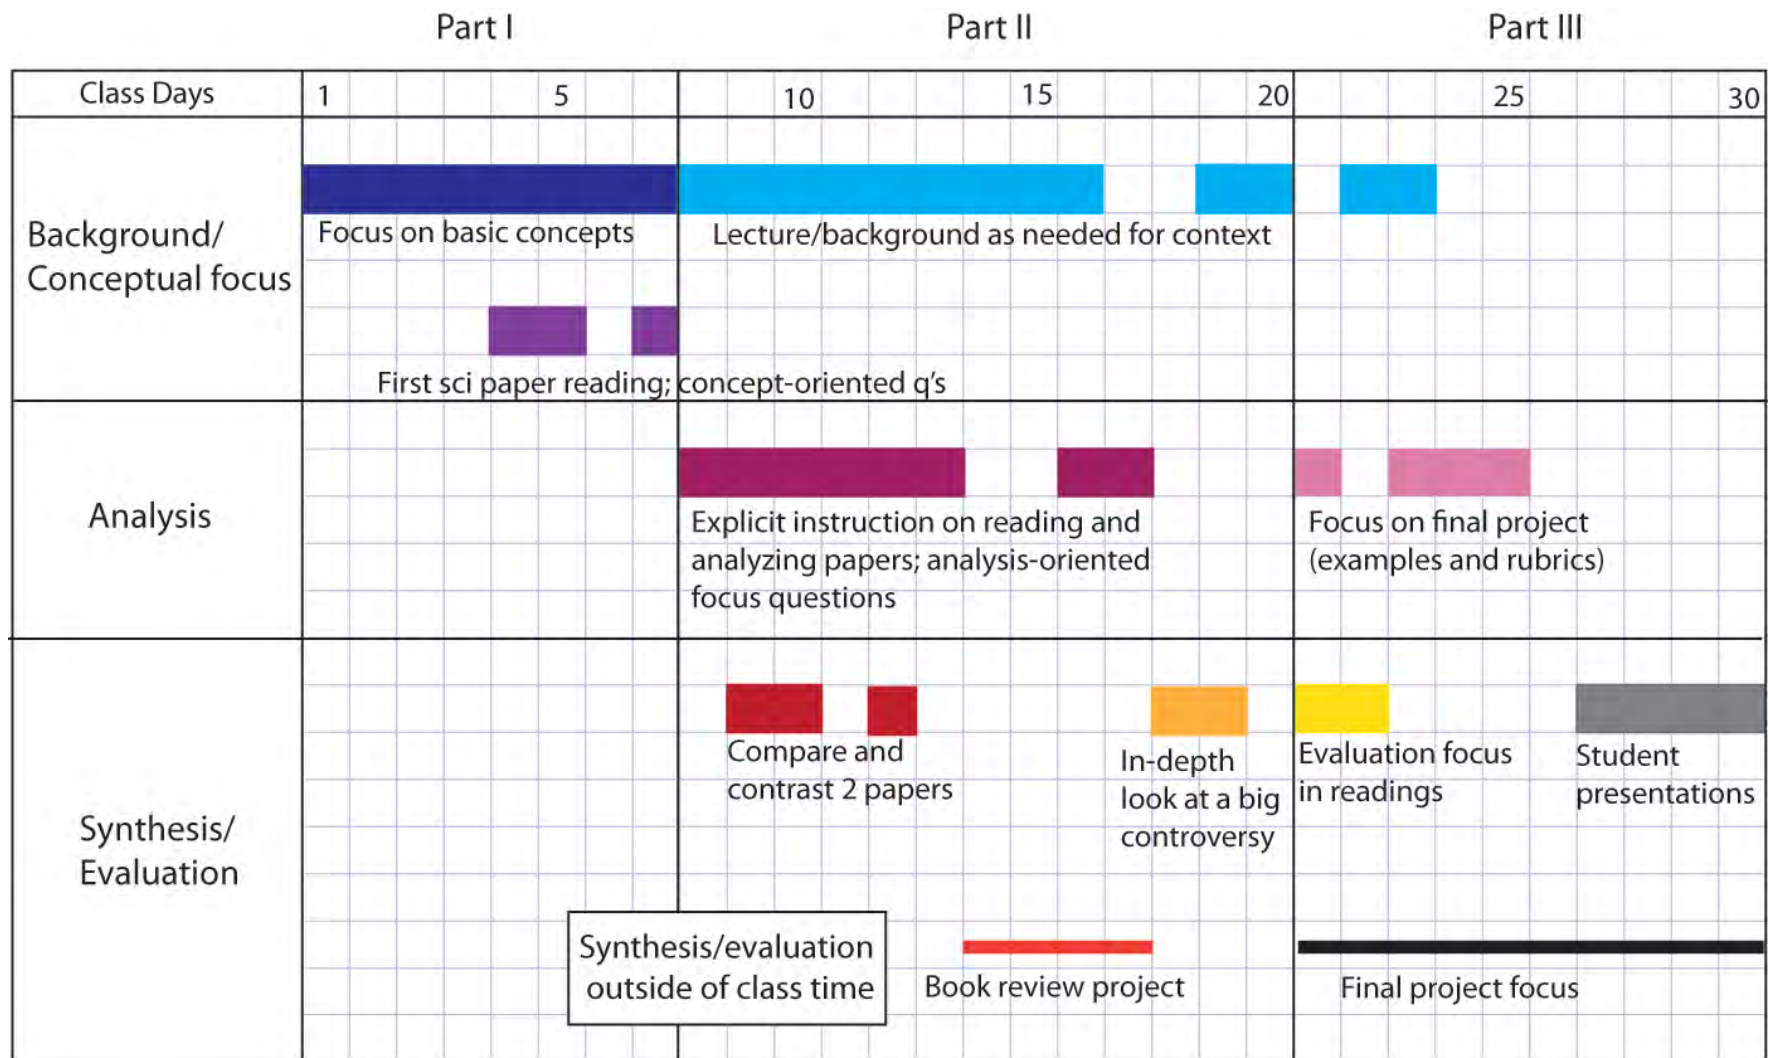 Part I
Part II
Part III
Class Days
1
5
10
15
20
25
30
Background/
Conceptual focus
Focus on basic concepts
Lecture/background as needed for context
First sci paper reading; concept-oriented q's
Analysis
Explicit instruction on reading and
analyzing papers; analysis-oriented
focus questions
Focus on final project
(examples and rubrics)
Synthesis/
Evaluation
Compare and
contrast 2 papers
In-depth
look at a big
controversy
Evaluation focus
in readings
Student
presentations
Synthesis/evaluation
outside of class time
Book review project
Final project focus